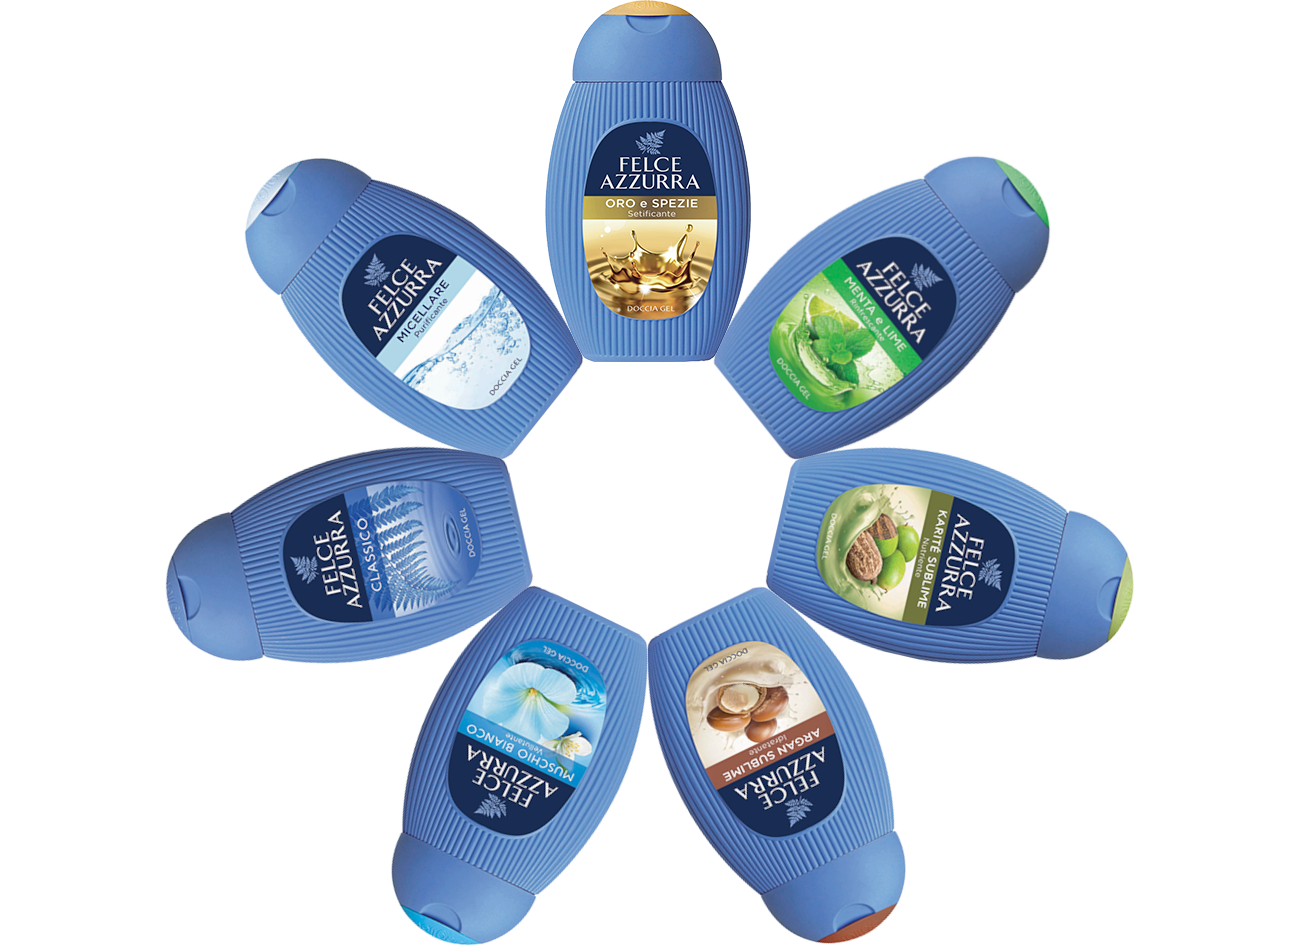 FELCE
AZZURRA
ORO e SPEZIE
Setificante
DOCCIA GEL
FELCE
AZZURRA
MENTA e LIME
Rinfrescante
DOCCIA GEL
FELCE
AZZURRA
KARITÉ SUBLIME
Nutriente
DOCCIA GEL
FELCE
AZZURRA
ARGAN SUBLIME
Idratante
DOCCIA GEL
FELCE
AZZURRA
MUSCHIO BIANCO
Vellutante
DOCCIA GEL
FELCE
AZZURRA
CLASSICO
DOCCIA GEL
FELCE
AZZURRA
MICELLARE
Purificante
DOCCIA GEL